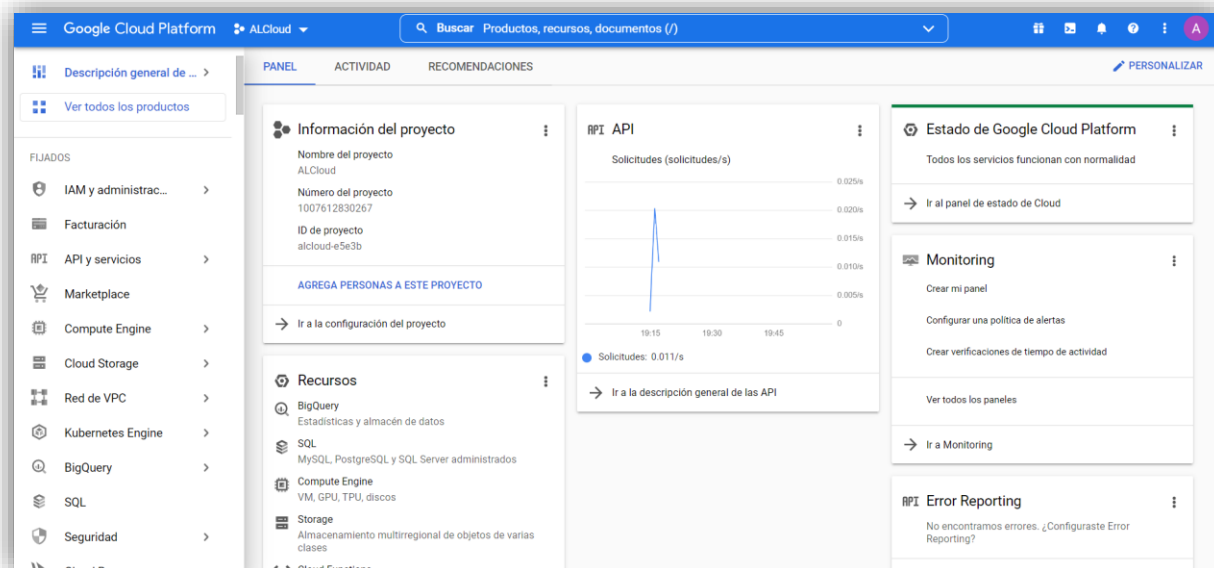 Google Cloud Platform
ALCloud
Buscar Productos, recursos, documentos (/)
A
Descripción general de ...
Ver todos los productos
FIJADOS
IAM y administrac...
Facturación
API API y servicios
Marketplace
Compute Engine
Cloud Storage
Red de VPC
Kubernetes Engine
BigQuery
SQL
Seguridad
PANEL ACTIVIDAD RECOMENDACIONES
PERSONALIZAR
Información del proyecto
Nombre del proyecto
ALCloud
Número del proyecto
1007612830267
ID de proyecto
alcloud-e5e3b
AGREGA PERSONAS A ESTE PROYECTO
Ir a la configuración del proyecto
Recursos
BigQuery
Estadísticas y almacén de datos
SQL
MySQL, PostgreSQL y SQL Server administrados
Compute Engine
VM, GPU, TPU, discos
Storage
Almacenamiento multirregional de objetos de varias
clases
API API
Solicitudes (solicitudes/s)
0.025/s
0.020/s
0.015/s
0.010/s
0.005/s
0
19:15 19:30 19:45
Solicitudes: 0.011/s
Ir a la descripción general de las API
Estado de Google Cloud Platform
Todos los servicios funcionan con normalidad
Ir al panel de estado de Cloud
Monitoring
Crear mi panel
Configurar una política de alertas
Crear verificaciones de tiempo de actividad
Ver todos los paneles
Ir a Monitoring
API Error Reporting
No encontramos errores. ¿Configuraste Error
Reporting?